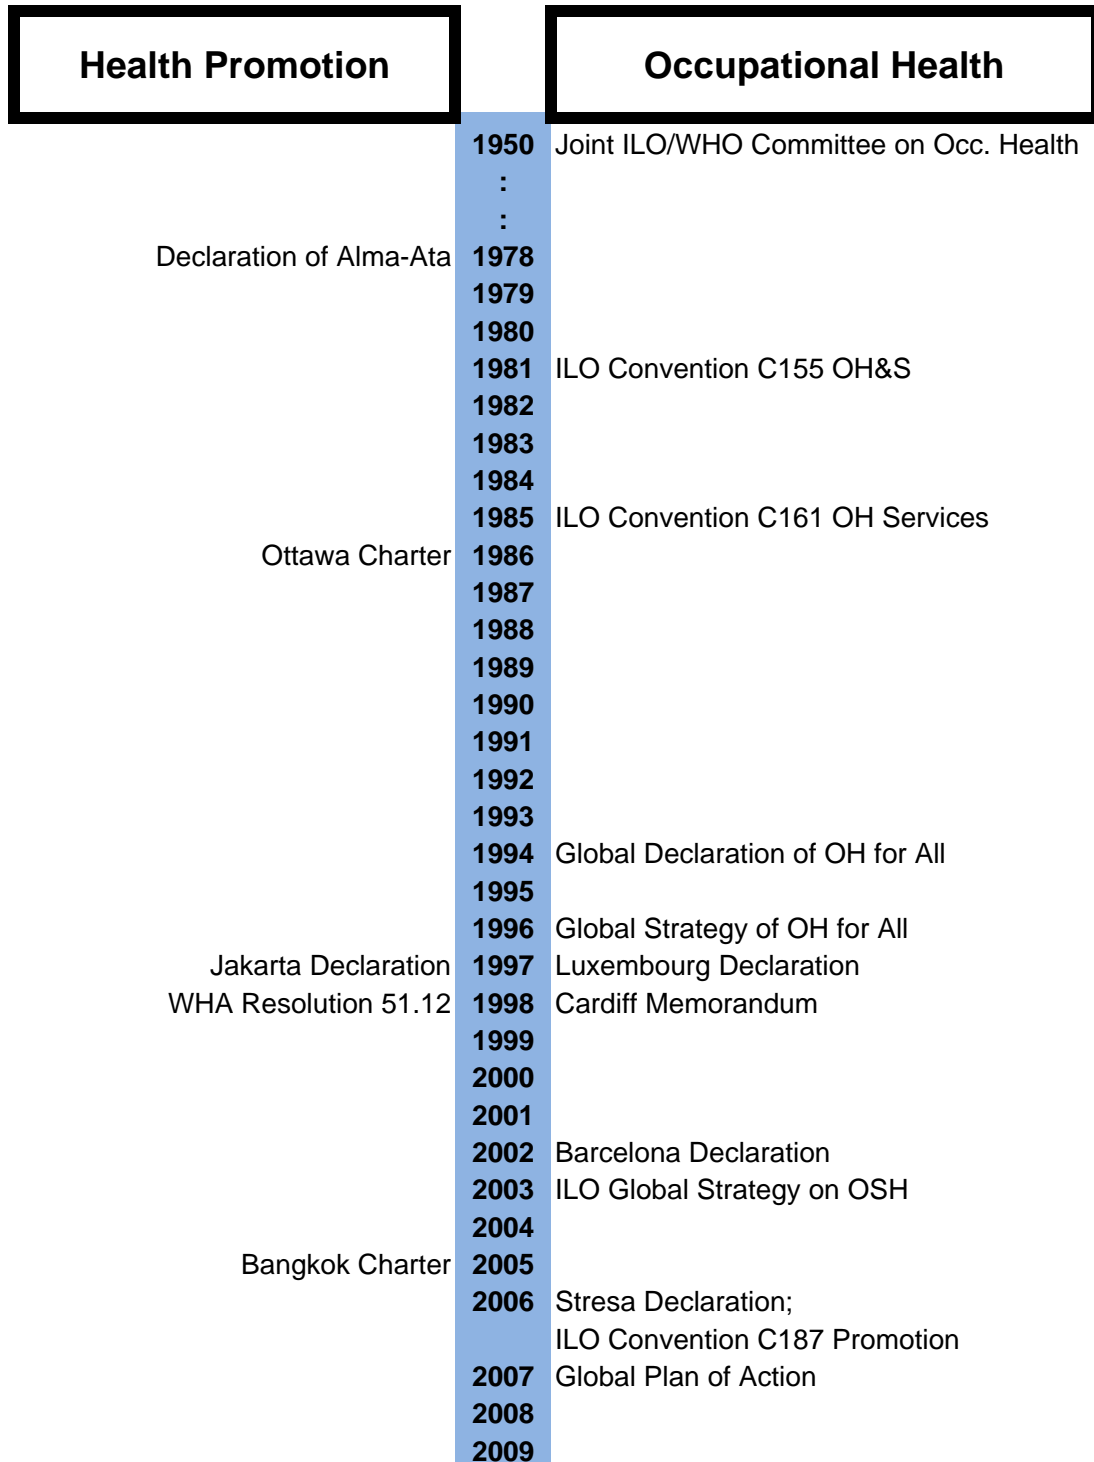 Health Promotion Occupational Health
1950 Joint ILO/WHO Committee on Occ. Health
:
:
Declaration of Alma-Ata 1978
1979
1980
1981 ILO Convention C155 OH&S
1982
1983
1984
1985 ILO Convention C161 OH Services
Ottawa Charter 1986
1987
1988
1989
1990
1991
1992
1993
1994 Global Declaration of OH for All
1995
1996 Global Strategy of OH for All
Jakarta Declaration 1997 Luxembourg Declaration
WHA Resolution 51.12 1998 Cardiff Memorandum
1999
2000
2001
2002 Barcelona Declaration
2003 ILO Global Strategy on OSH
2004
Bangkok Charter 2005
2006 Stresa Declaration;
ILO Convention C187 Promotion
2007 Global Plan of Action
2008
2009